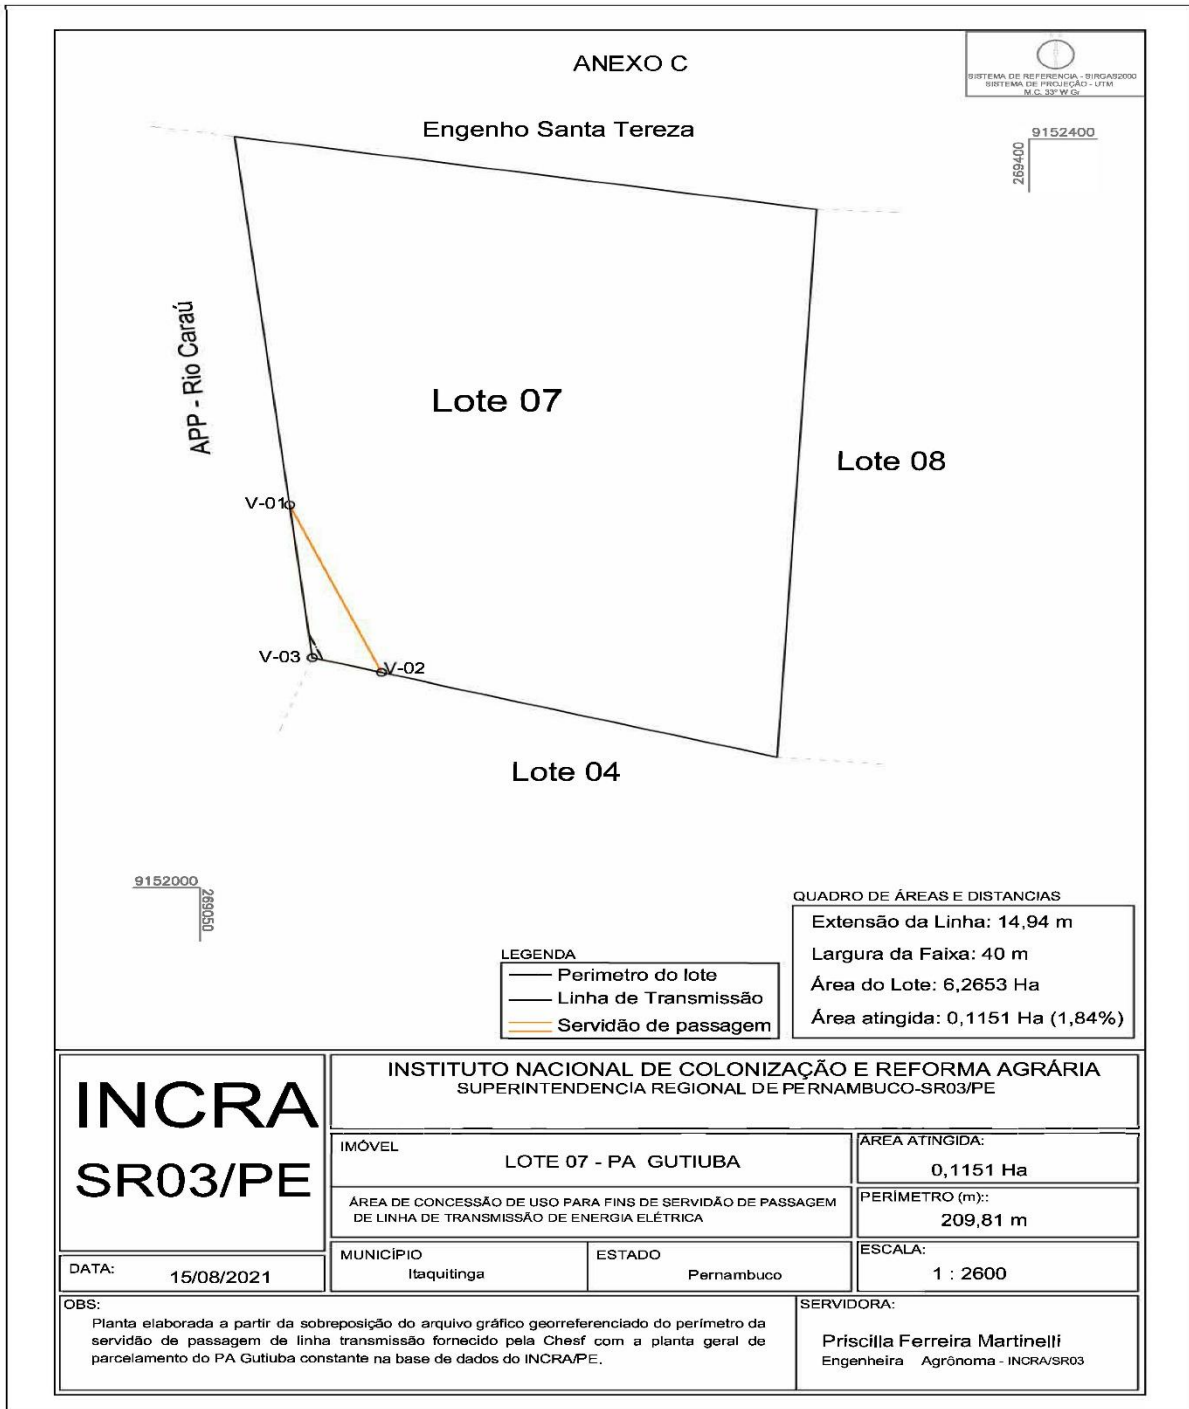 ANEXO C
SISTEMA DE REFERENCIA - SIRGAS2000
SISTEMA DE PROJEÇÃO - UTM
M.C. 33º W Gr
Engenho Santa Tereza
9152400
269400
APP - Rio Caraú
Lote 07
Lote 08
V-01
V-03
V-02
Lote 04
9152000
269050
QUADRO DE ÁREAS E DISTANCIAS
Extensão da Linha: 14,94 m
Largura da Faixa: 40 m
Área do Lote: 6,2653 Ha
Área atingida: 0,1151 Ha (1,84%)
LEGENDA
Perimetro do lote
Linha de Transmissão
Servidão de passagem
INCRA
SR03/PE
INSTITUTO NACIONAL DE COLONIZAÇÃO E REFORMA AGRÁRIA
SUPERINTENDENCIA REGIONAL DE PERNAMBUCO-SR03/PE
IMÓVEL
LOTE 07 - PA GUTIUBA
ÁREA ATINGIDA:
0,1151 Ha
ÁREA DE CONCESSÃO DE USO PARA FINS DE SERVIDÃO DE PASSAGEM
DE LINHA DE TRANSMISSÃO DE ENERGIA ELÉTRICA
PERÍMETRO (m)::
209,81 m
DATA:
15/08/2021
MUNICÍPIO
Itaquitinga
ESTADO
Pernambuco
ESCALA:
1 : 2600
OBS:
Planta elaborada a partir da sobreposição do arquivo gráfico georreferenciado do perímetro da
servidão de passagem de linha transmissão fornecido pela Chesf com a planta geral de
parcelamento do PA Gutiuba constante na base de dados do INCRA/PE.
SERVIDORA:
Priscilla Ferreira Martinelli
Engenheira Agrônoma - INCRA/SR03